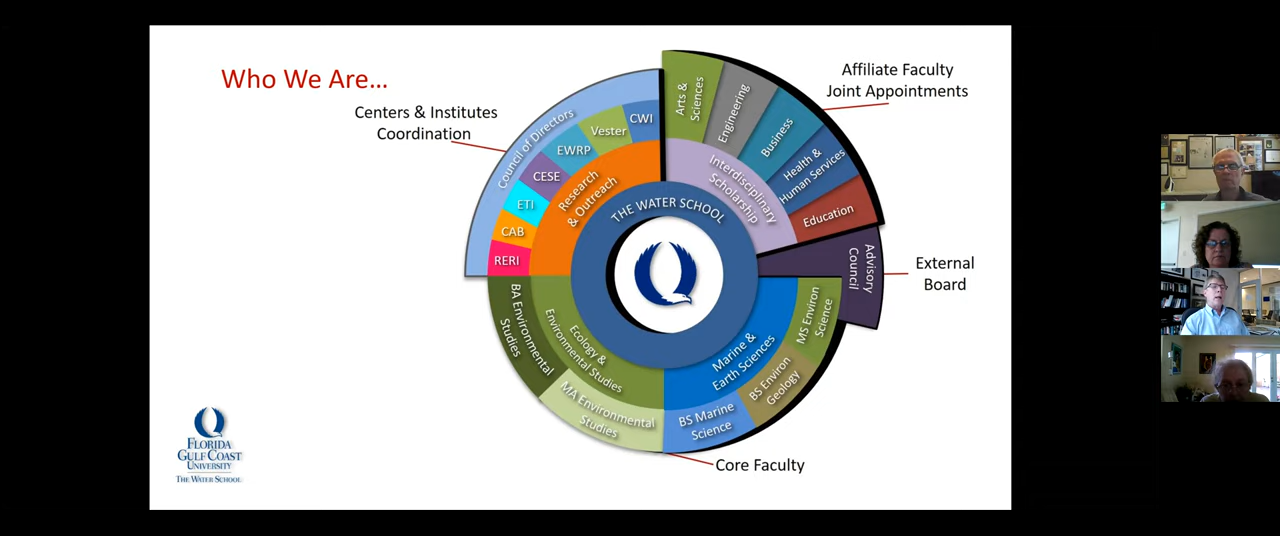 Who We Are...
Centers & Institutes
Coordination
Affiliate Faculty
Joint Appointments
External
Board
Core Faculty
Council of Directors
RERI
CAB
ETI
CESE
EWRP
Vester
CWI
Research
& Outreach
Arts &
Sciences
Engineering
Business
Health &
Human Services
Education
Interdisciplinary
Scholarship
Advisory
Council
THE WATER SCHOOL
BA Environmental
Studies
Ecology &
Environmental Studies
MA Environmental
Studies
Marine &
Earth Sciences
MS Environ
Science
BS Environ
Geology
BS Marine
Science
FLORIDA
GULF COAST
UNIVERSITY
THE WATER SCHOOL